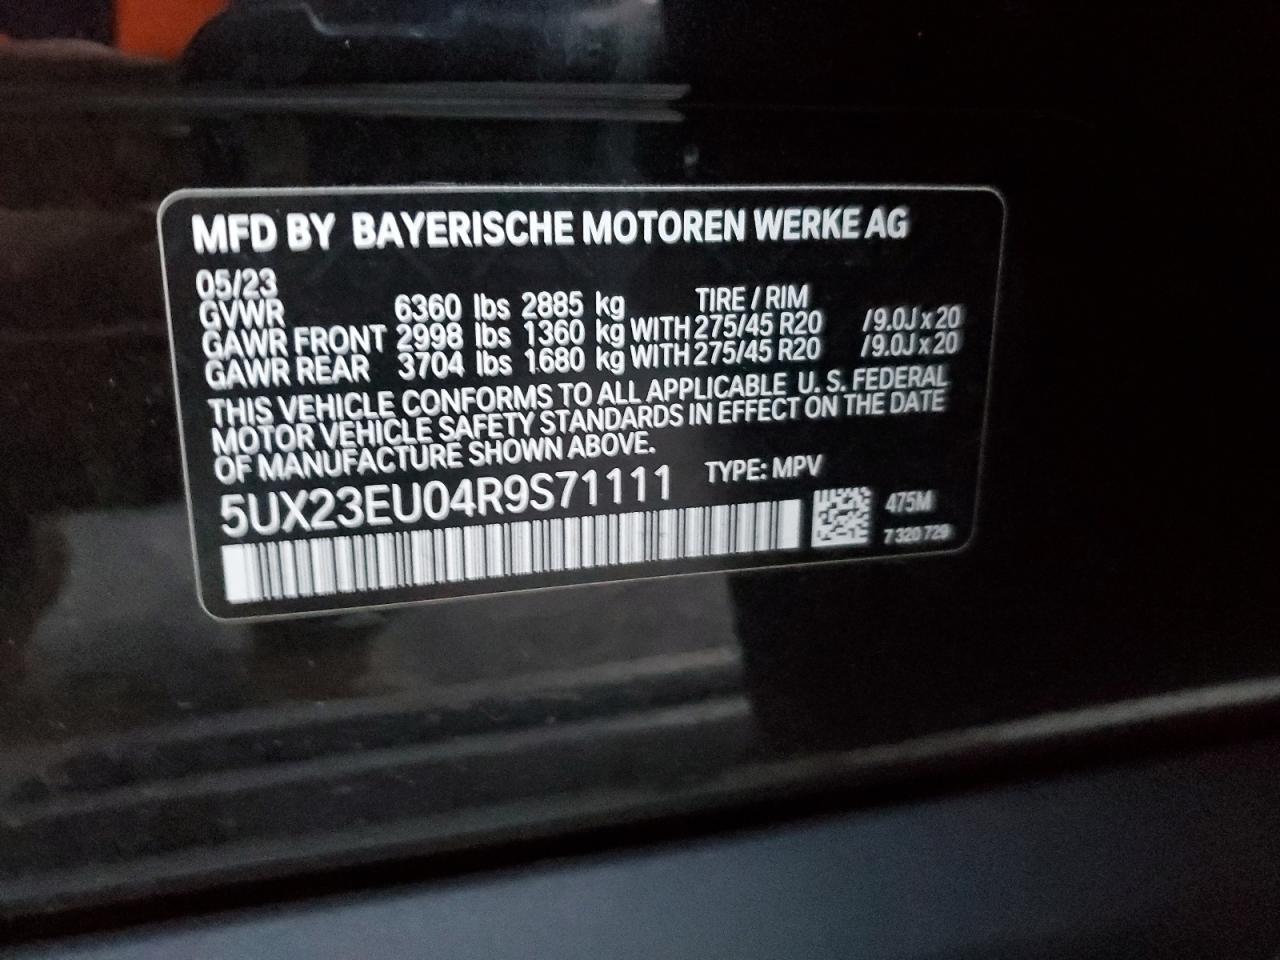 MFD BY BAYERISCHE MOTOREN WERKE AG
05/23
GVWR 6360 lbs 2885 kg TIRE / RIM
GAWR FRONT 2998 lbs 1360 kg WITH 275/45 R20 /9.0J x 20
GAWR REAR 3704 lbs 1680 kg WITH 275/45 R20 /9.0J x 20
THIS VEHICLE CONFORMS TO ALL APPLICABLE U. S. FEDERAL
MOTOR VEHICLE SAFETY STANDARDS IN EFFECT ON THE DATE
OF MANUFACTURE SHOWN ABOVE.
5UX23EU04R9S71111 TYPE: MPV
475M
7 320 729